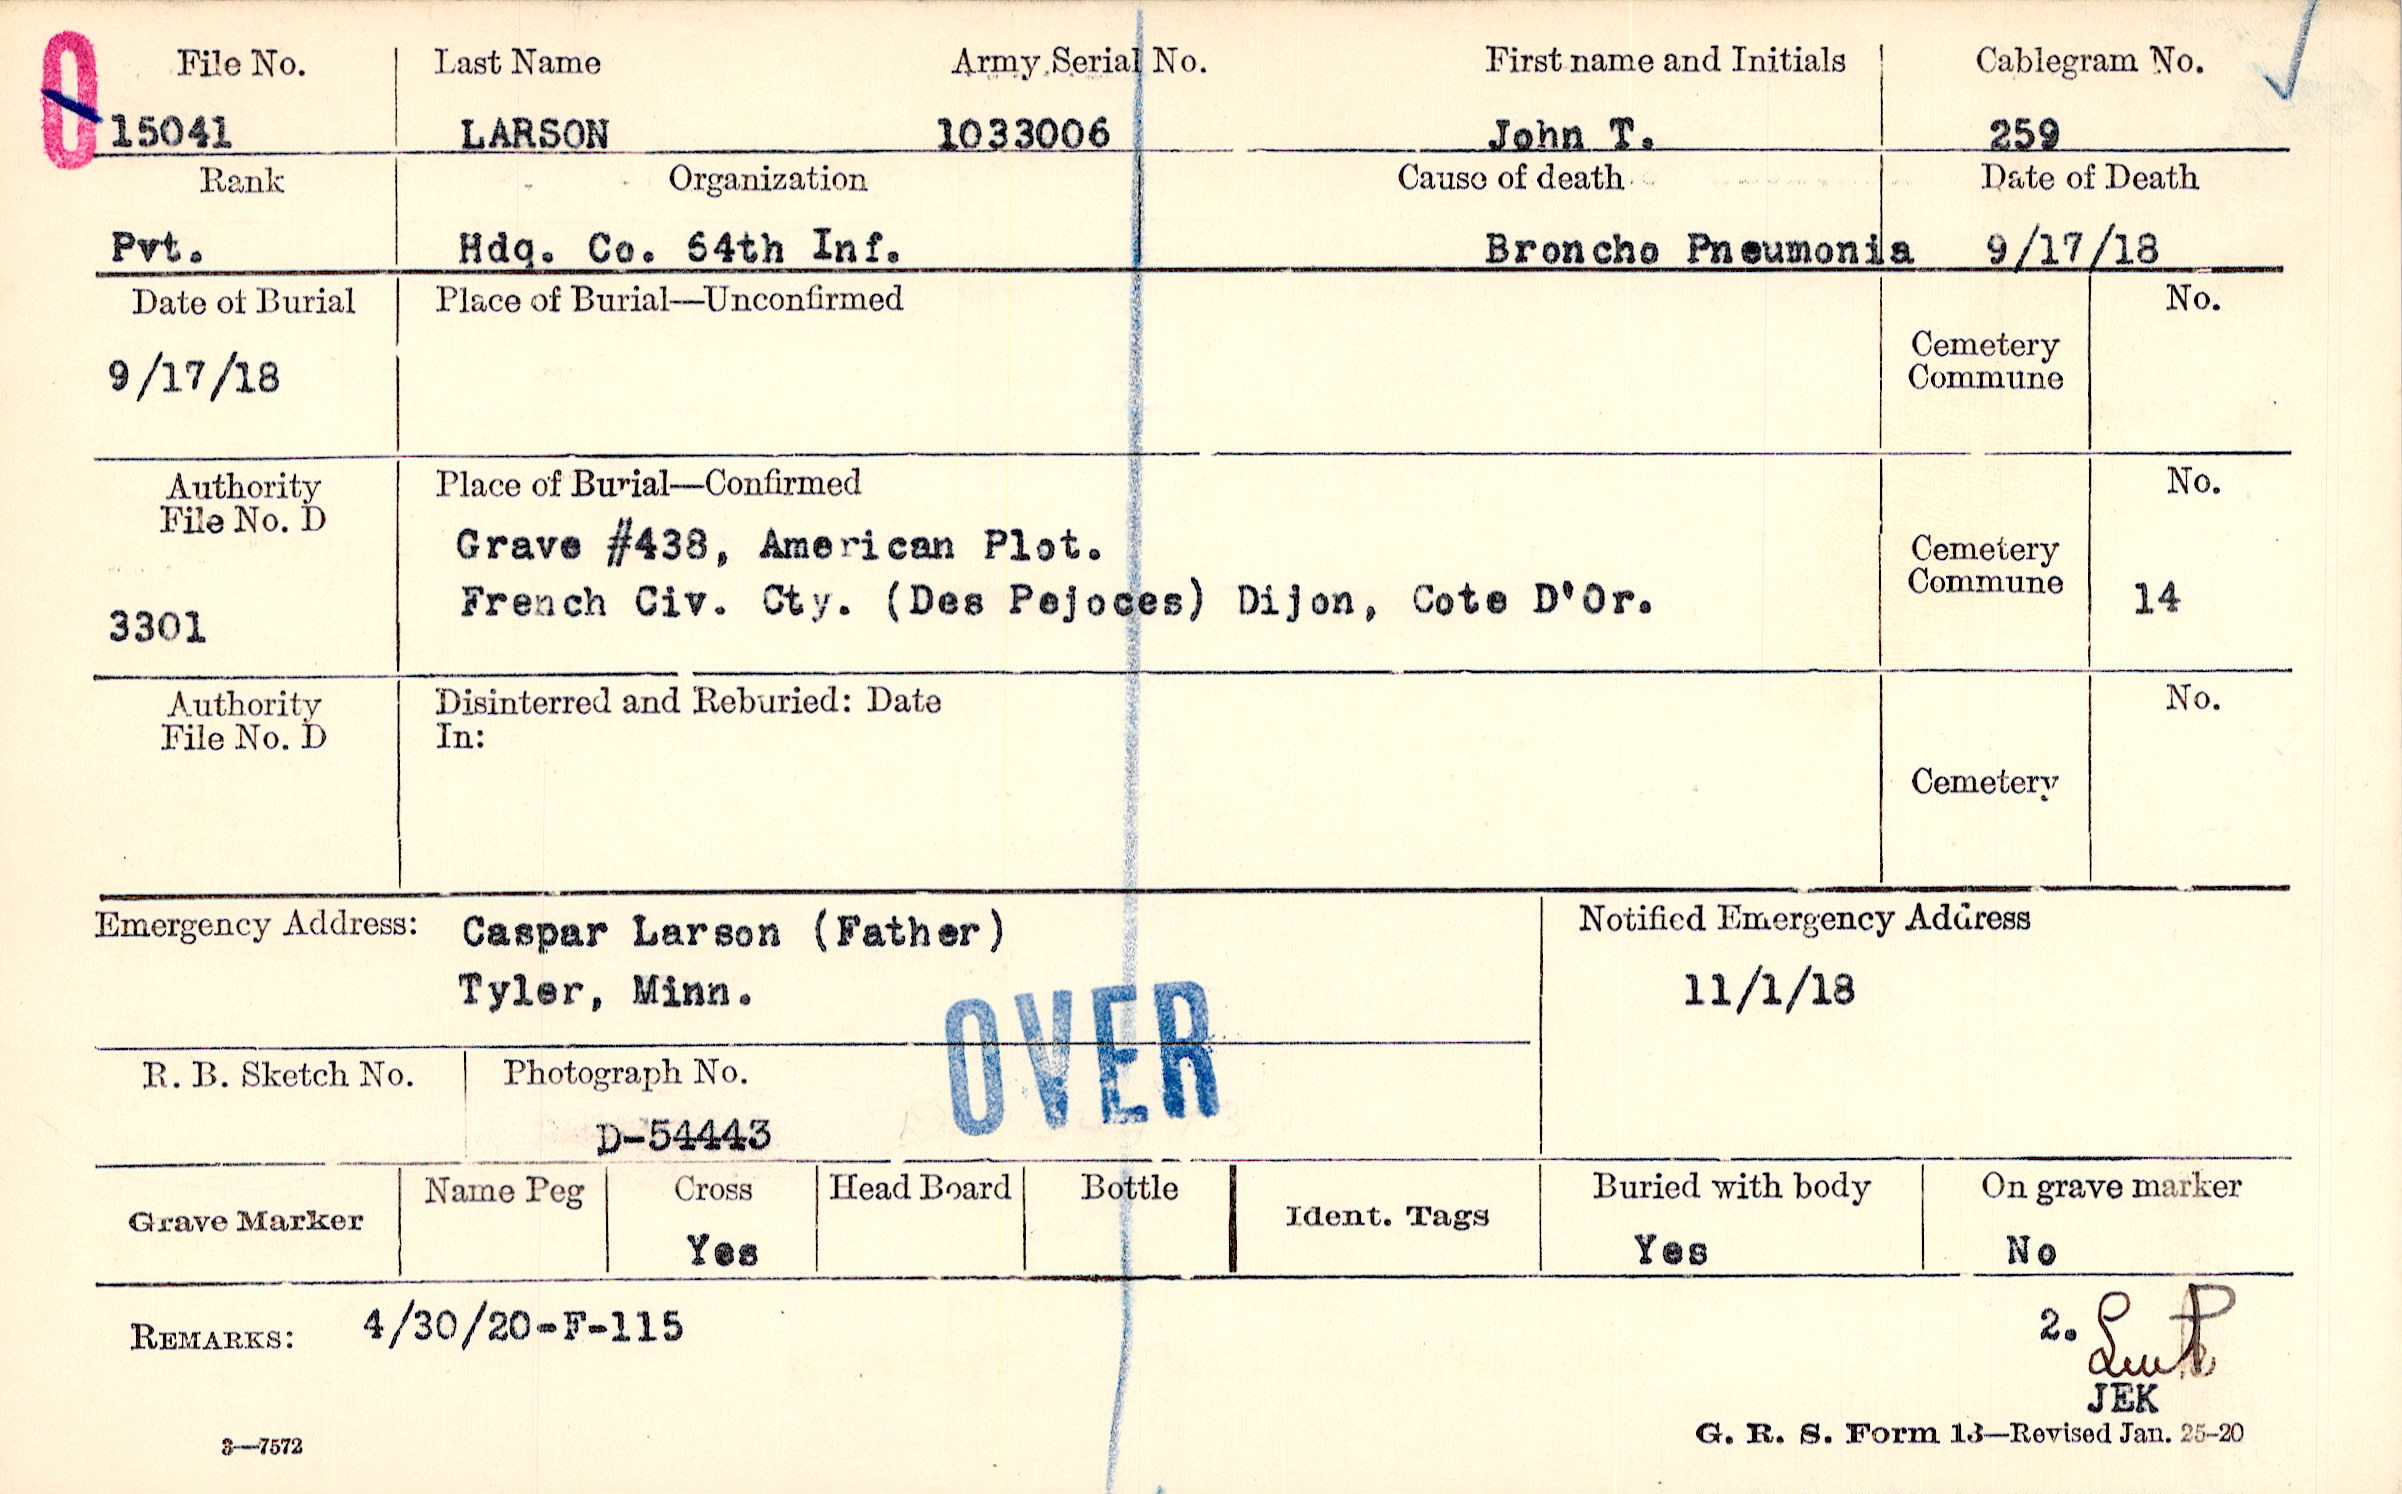 O
File No. Last Name Army Serial No. First name and Initials Cablegram No.
15041 LARSON 1033006 John T. 259
Rank Organization Cause of death Date of Death
Pvt. Hdq. Co. 64th Inf. Broncho Pneumonia 9/17/18
Date of Burial Place of Burial—Unconfirmed No.
Cemetery
Commune
9/17/18
Authority Place of Burial—Confirmed No.
File No. D
Grave #438, American Plot.
Cemetery
Commune
French Civ. Cty. (Des Pejoces) Dijon, Cote D'Or. 14
3301
Authority Disinterred and Reburied: Date No.
File No. D In:
Cemetery
Emergency Address: Caspar Larson (Father) Notified Emergency Address
Tyler, Minn. 11/1/18
OVER
R. B. Sketch No. Photograph No.
D-54443
Grave Marker Name Peg Cross Head Board Bottle Ident. Tags Buried with body On grave marker
Yes Yes No
REMARKS: 4/30/20-F-115 2.
JEK
3—7572 G. R. S. Form 13—Revised Jan. 25-20